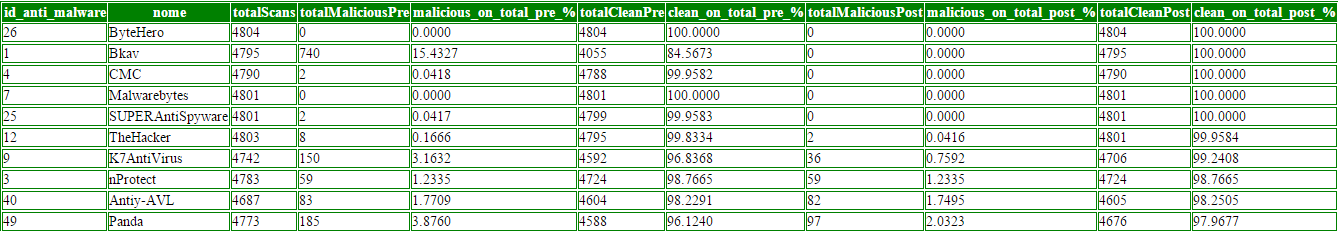 id_anti_malware nome totalScans totalMaliciousPre malicious_on_total_pre_% totalCleanPre clean_on_total_pre_% totalMaliciousPost malicious_on_total_post_% totalCleanPost clean_on_total_post_%
26 ByteHero 4804 0 0.0000 4804 100.0000 0 0.0000 4804 100.0000
1 Bkav 4795 740 15.4327 4055 84.5673 0 0.0000 4795 100.0000
4 CMC 4790 2 0.0418 4788 99.9582 0 0.0000 4790 100.0000
7 Malwarebytes 4801 0 0.0000 4801 100.0000 0 0.0000 4801 100.0000
25 SUPERAntiSpyware 4801 2 0.0417 4799 99.9583 0 0.0000 4801 100.0000
12 TheHacker 4803 8 0.1666 4795 99.8334 2 0.0416 4801 99.9584
9 K7AntiVirus 4742 150 3.1632 4592 96.8368 36 0.7592 4706 99.2408
3 nProtect 4783 59 1.2335 4724 98.7665 59 1.2335 4724 98.7665
40 Antiy-AVL 4687 83 1.7709 4604 98.2291 82 1.7495 4605 98.2505
49 Panda 4773 185 3.8760 4588 96.1240 97 2.0323 4676 97.9677